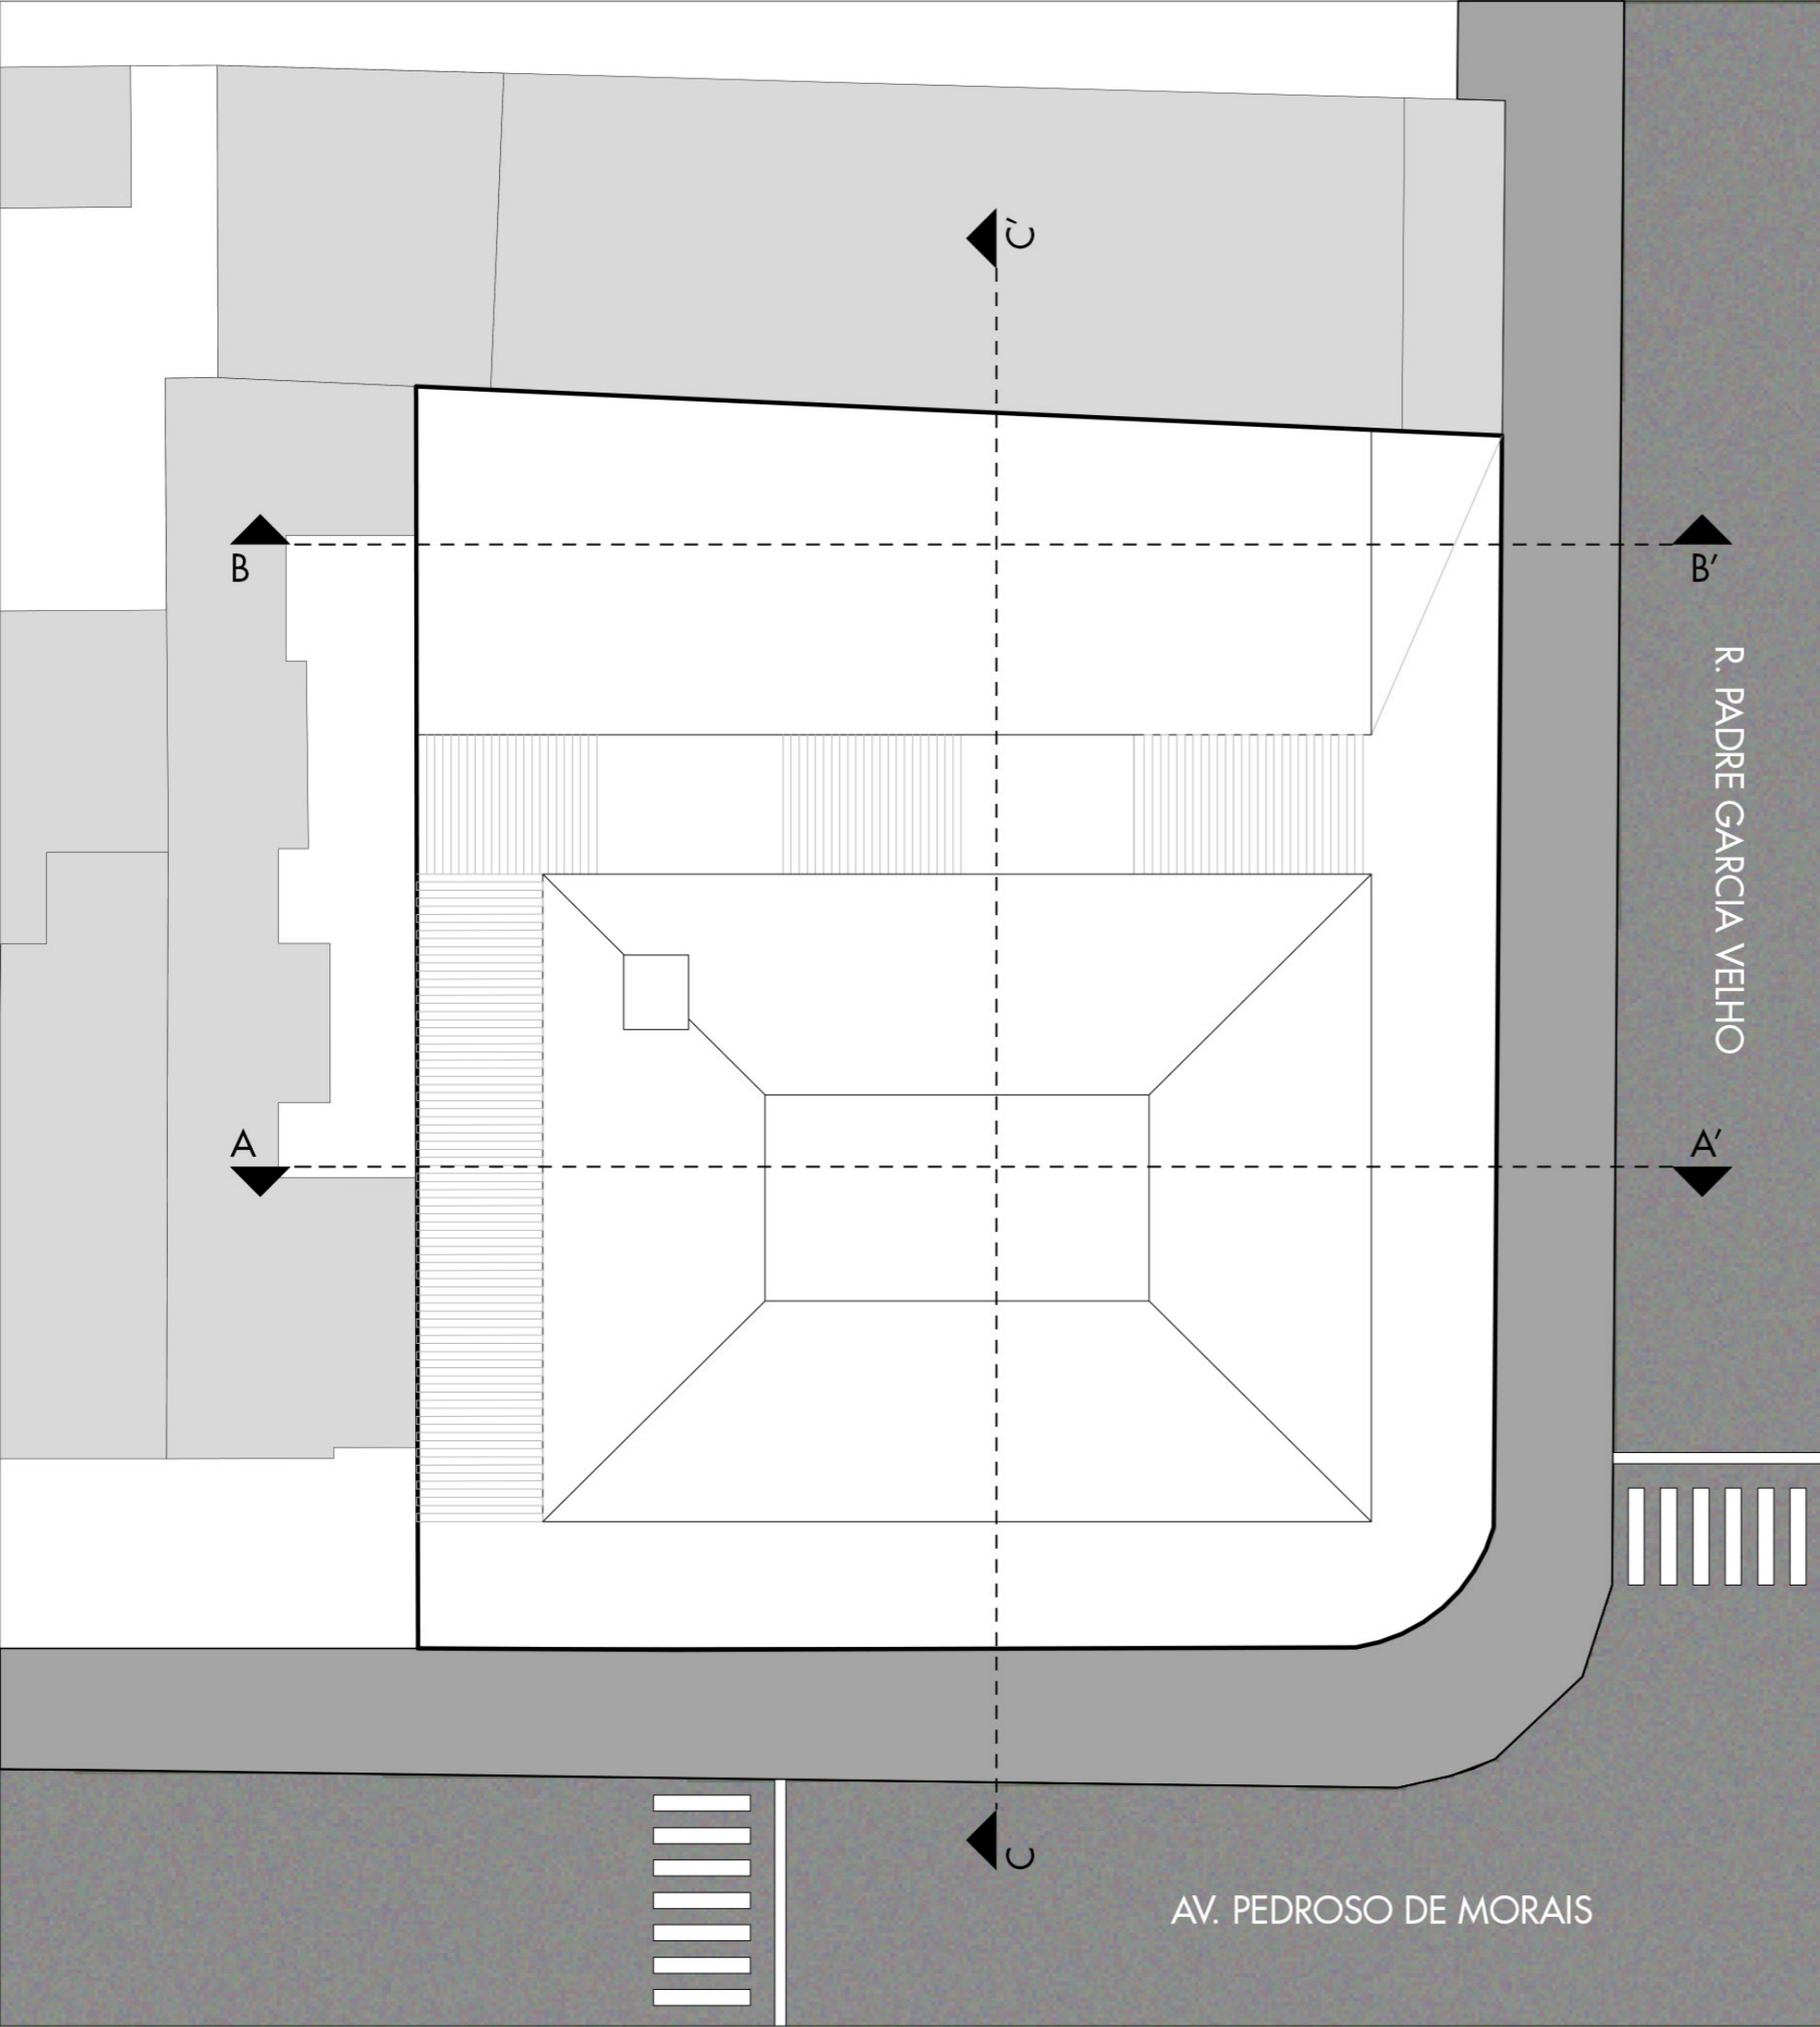 C'
B
B'
R. PADRE GARCIA VELHO
A
A'
C
AV. PEDROSO DE MORAIS